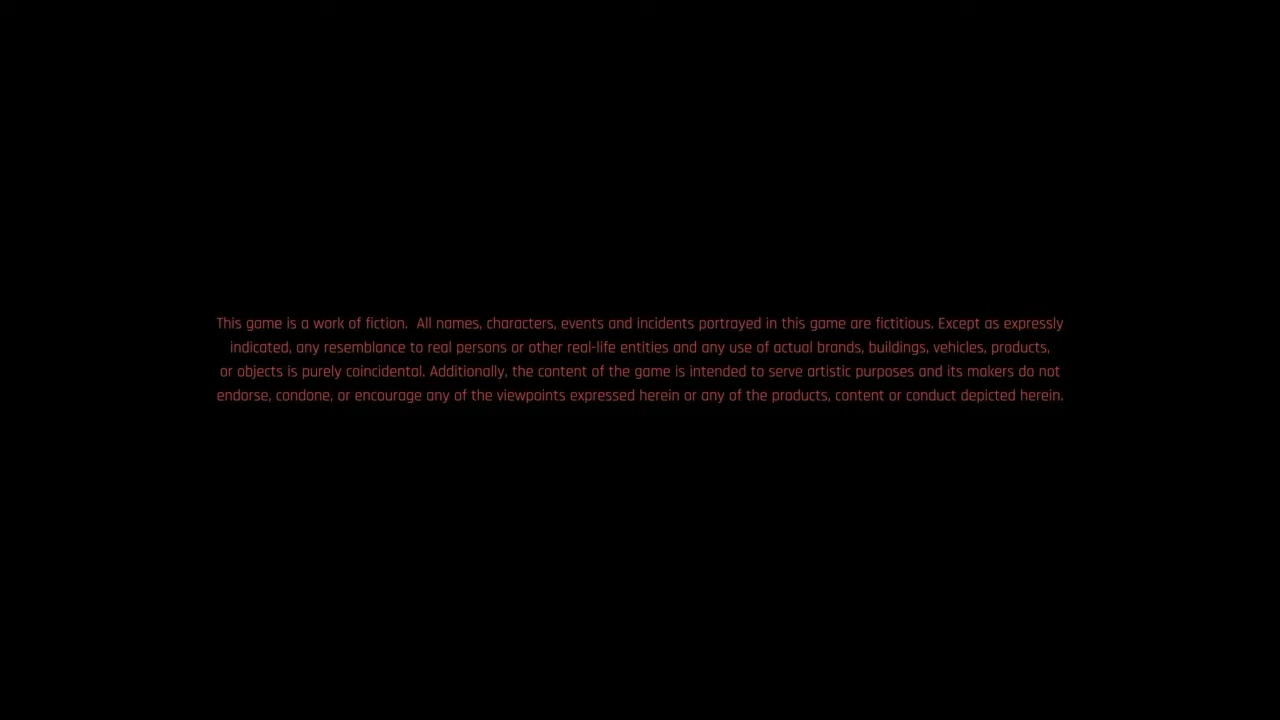 This game is a work of fiction.  All names, characters, events and incidents portrayed in this game are fictitious. Except as expressly
indicated, any resemblance to real persons or other real-life entities and any use of actual brands, buildings, vehicles, products,
or objects is purely coincidental. Additionally, the content of the game is intended to serve artistic purposes and its makers do not
endorse, condone, or encourage any of the viewpoints expressed herein or any of the products, content or conduct depicted herein.